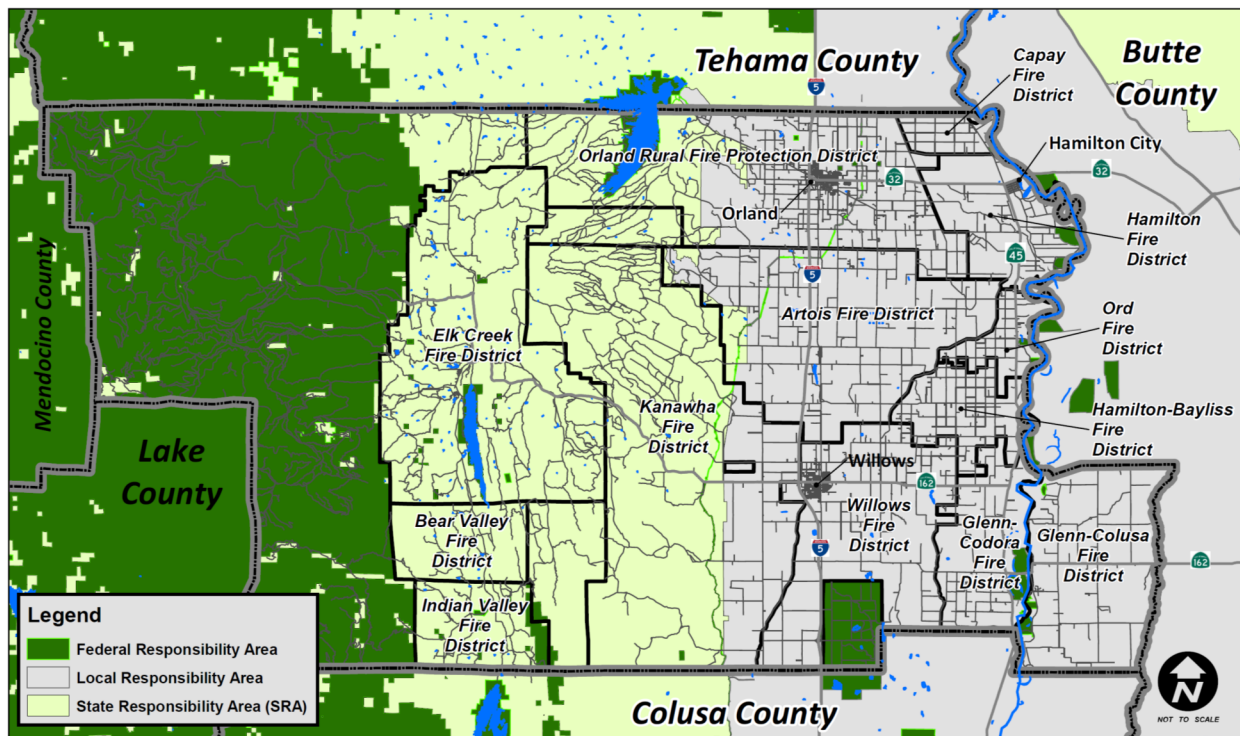 Tehama County
Butte
County
Capay
Fire
District
5
Hamilton City
Orland Rural Fire Protection District
32
32
Orland
Hamilton
Fire
District
Mendocino County
45
5
Artois Fire District
Ord
Fire
District
Elk Creek
Fire District
Kanawha
Fire
District
Hamilton-Bayliss
Fire
District
Lake
County
Willows
162
Bear Valley
Fire
District
Willows
Fire
District
Glenn-
Codora
Fire
District
Glenn-Colusa
Fire
District
5
162
Indian Valley
Fire
District
Legend
Federal Responsibility Area
Local Responsibility Area
State Responsibility Area (SRA)
Colusa County
N
NOT TO SCALE